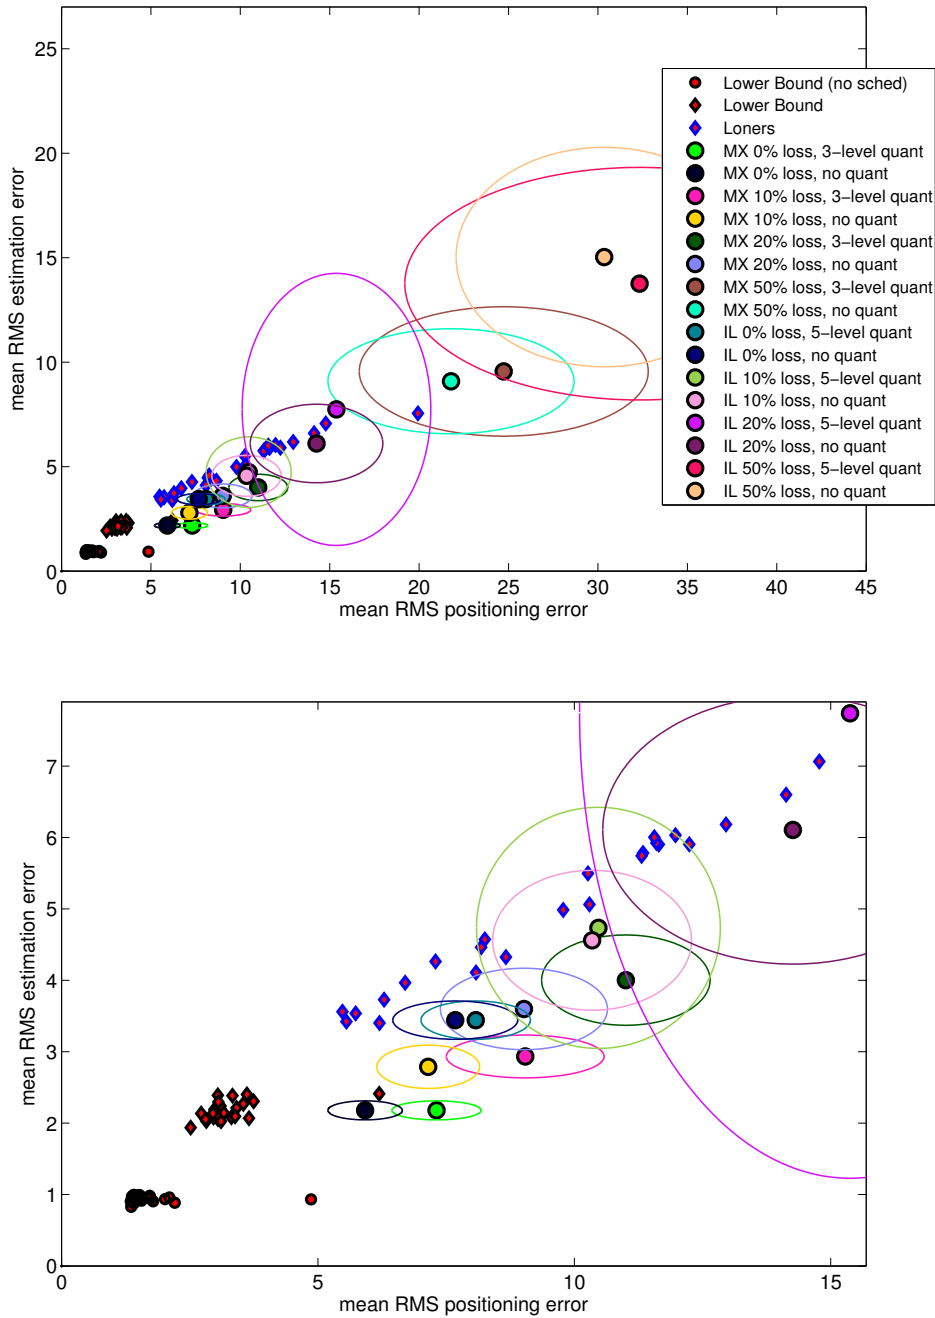 25
20
15
10
5
0
mean RMS estimation error
Lower Bound (no sched)
Lower Bound
Loners
MX 0% loss, 3−level quant
MX 0% loss, no quant
MX 10% loss, 3−level quant
MX 10% loss, no quant
MX 20% loss, 3−level quant
MX 20% loss, no quant
MX 50% loss, 3−level quant
MX 50% loss, no quant
IL 0% loss, 5−level quant
IL 0% loss, no quant
IL 10% loss, 5−level quant
IL 10% loss, no quant
IL 20% loss, 5−level quant
IL 20% loss, no quant
IL 50% loss, 5−level quant
IL 50% loss, no quant
0 5 10 15 20 25 30 35 40 45
mean RMS positioning error
7
6
5
4
3
2
1
0
mean RMS estimation error
0 5 10 15
mean RMS positioning error